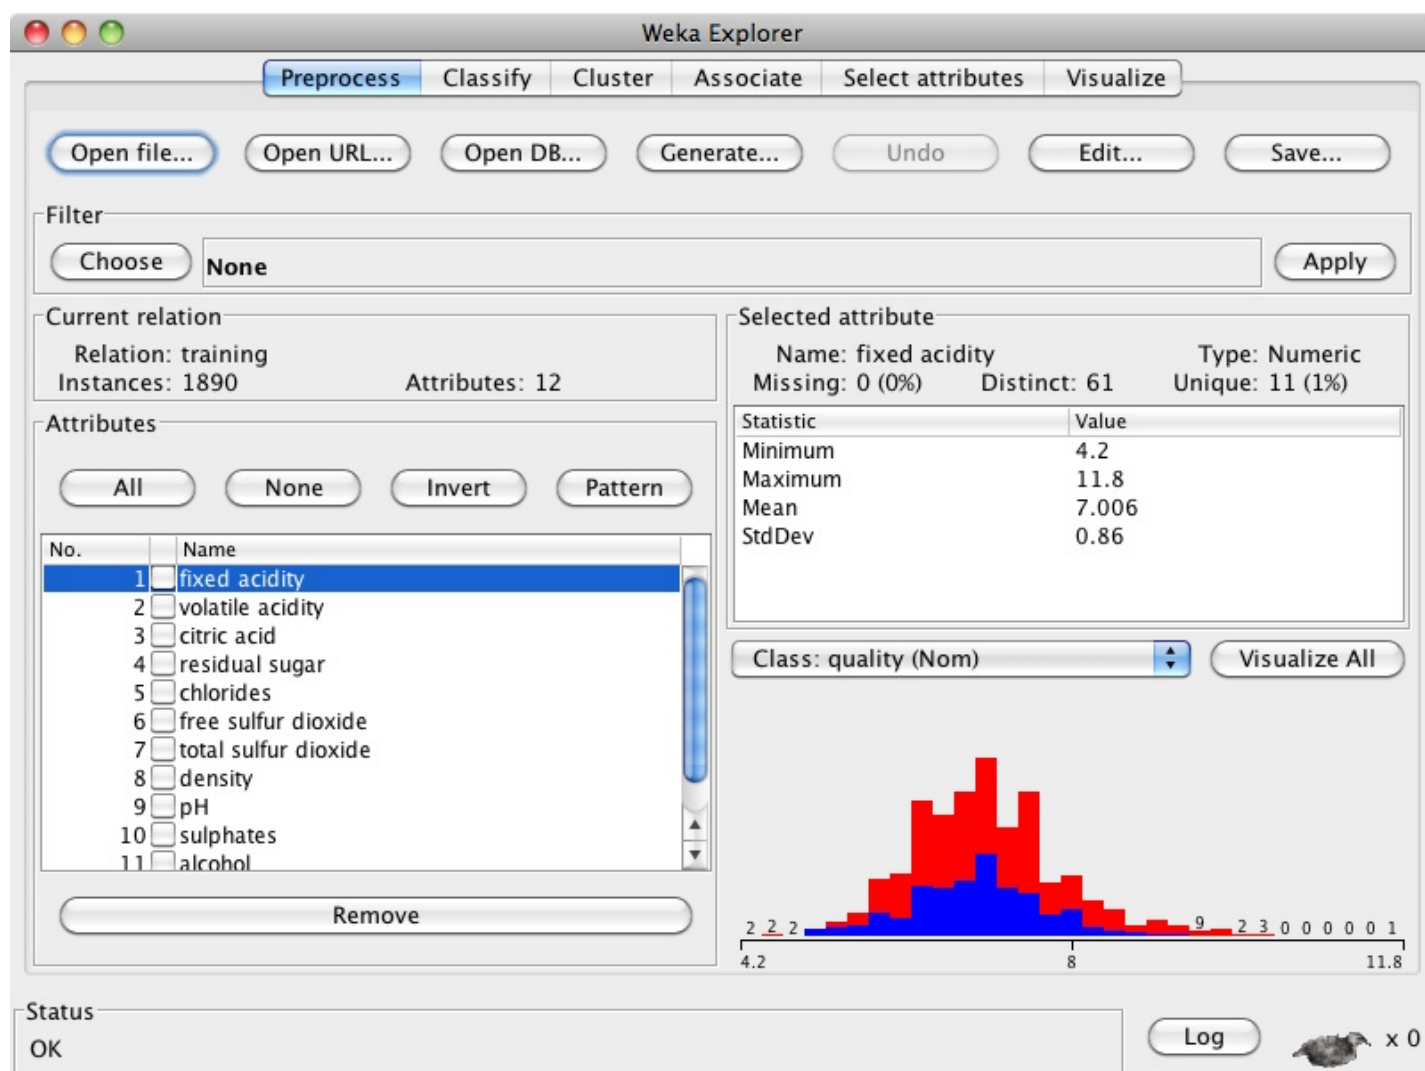 Weka Explorer
Preprocess Classify Cluster Associate Select attributes Visualize
Open file... Open URL... Open DB... Generate... Undo Edit... Save...
Filter
Choose None Apply
Current relation
Relation: training
Instances: 1890 Attributes: 12
Attributes
All None Invert Pattern
No. Name
1 fixed acidity
2 volatile acidity
3 citric acid
4 residual sugar
5 chlorides
6 free sulfur dioxide
7 total sulfur dioxide
8 density
9 pH
10 sulphates
11 alcohol
Remove
Selected attribute
Name: fixed acidity Type: Numeric
Missing: 0 (0%) Distinct: 61 Unique: 11 (1%)
Statistic Value
Minimum 4.2
Maximum 11.8
Mean 7.006
StdDev 0.86
Class: quality (Nom) Visualize All
2 2 2 9 2 3 0 0 0 0 0 1
4.2 8 11.8
Status
OK
Log x 0